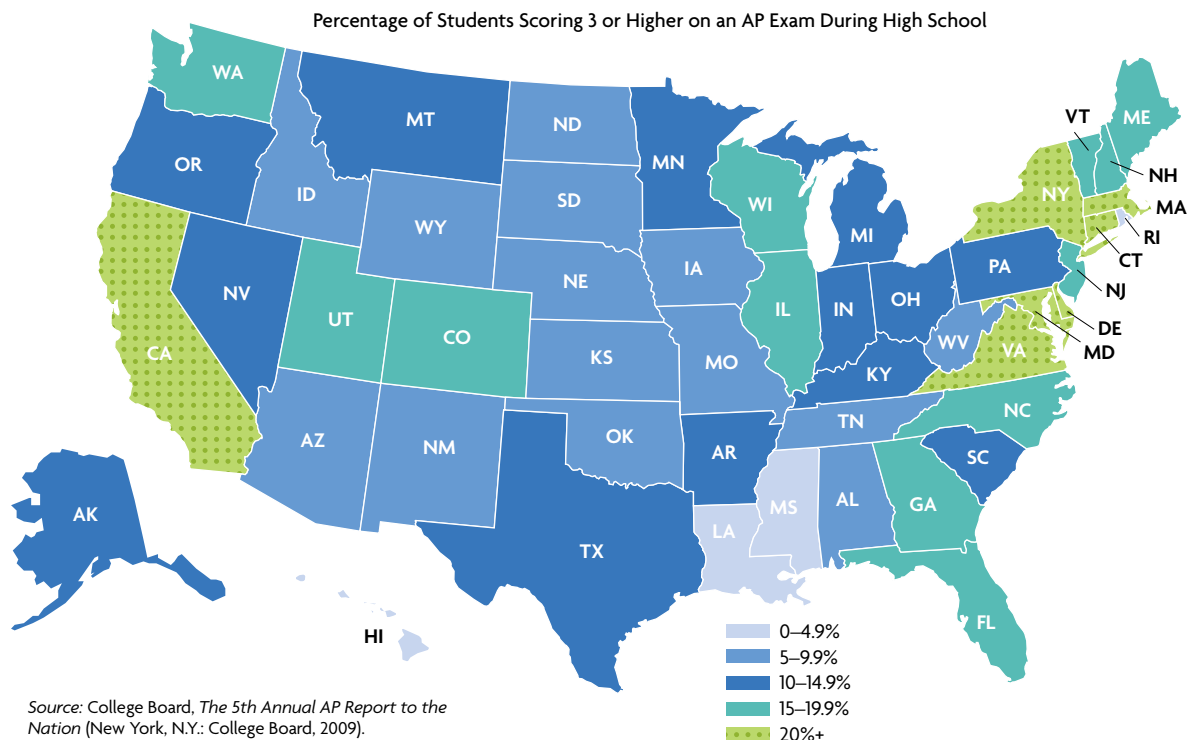 Percentage of Students Scoring 3 or Higher on an AP Exam During High School
WA
MT
ND
MN
OR
ID
SD
WY
WI
MI
VT
ME
NH
NY
MA
RI
CT
NJ
PA
DE
MD
NV
UT
CO
NE
IA
IL
IN
OH
WV
VA
CA
KS
MO
KY
NC
AZ
NM
OK
AR
TN
SC
MS
AL
GA
LA
TX
FL
AK
HI
0–4.9%
5–9.9%
10–14.9%
15–19.9%
20%+
Source: College Board, The 5th Annual AP Report to the
Nation (New York, N.Y.: College Board, 2009).